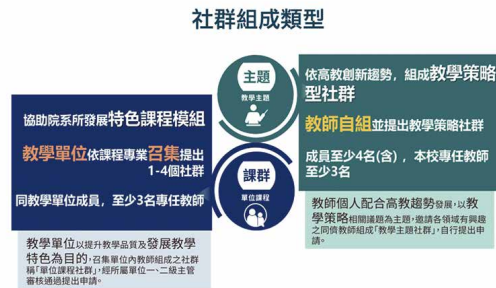 社群組成類型
主題
教學主題
依高教創新趨勢，組成教學策略
型社群
教師自組並提出教學策略社群
成員至少4名(含)，本校專任教師
至少3名
教師個人配合高教趨勢發展，以教
學策略相關議題為主題，邀請各領域有興趣
之同儕教師組成「教學主題社群」，自行提出申
請。
協助院系所發展特色課程模組
教學單位依課程專業召集提出
1-4個社群
同教學單位成員，至少3名專任教師
課群
單位課程
教學單位以提升教學品質及發展教學
特色為目的，召集單位內教師組成之社群
稱「單位課程社群」，經所屬單位一、二級主管
審核通過提出申請。